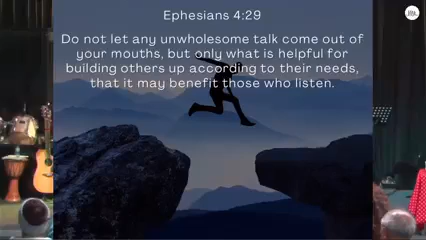 Ephesians 4:29
Do not let any unwholesome talk come out of
your mouths, but only what is helpful for
building others up according to their needs,
that it may benefit those who listen.